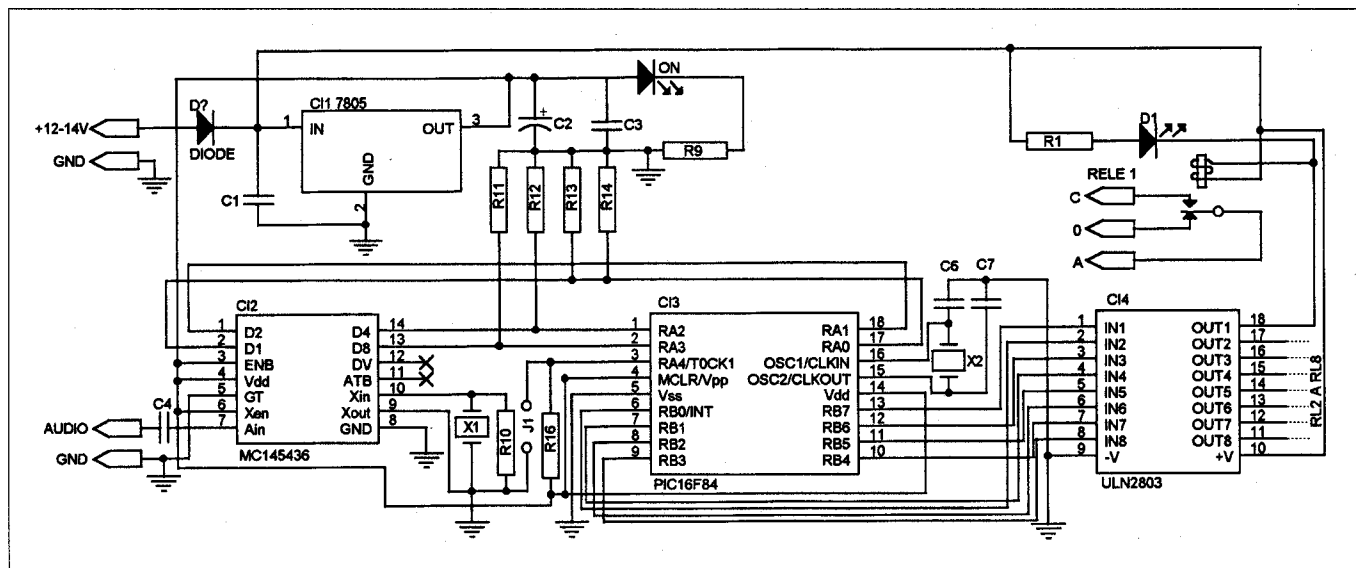 +12-14V
GND
D?
DIODE
C1
CI1 7805
IN
OUT
GND
1
3
2
C2
+
C3
ON
R9
R11
R12
R13
R14
R1
D1
RELE 1
C
0
A
AUDIO
GND
C4
CI2
1 D2
2 D1
3 ENB
4 Vdd
5 GT
6 Xen
7 Ain
D4 14
D8 13
DV 12
ATB 11
Xin 10
Xout 9
GND 8
MC145436
X1
R10
J1
R16
CI3
1 RA2
2 RA3
3 RA4/T0CK1
4 MCLR/Vpp
5 Vss
6 RB0/INT
7 RB1
8 RB2
9 RB3
RA1 18
RA0 17
OSC1/CLKIN 16
OSC2/CLKOUT 15
Vdd 14
RB7 13
RB6 12
RB5 11
RB4 10
PIC16F84
C6
C7
X2
CI4
1 IN1
2 IN2
3 IN3
4 IN4
5 IN5
6 IN6
7 IN7
8 IN8
9 -V
OUT1 18
OUT2 17
OUT3 16
OUT4 15
OUT5 14
OUT6 13
OUT7 12
OUT8 11
+V 10
ULN2803
RL2 A RL8